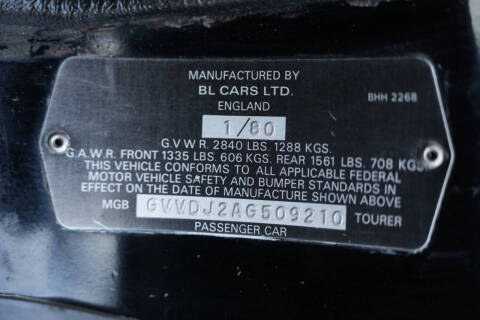 MANUFACTURED BY
BL CARS LTD.
BHH 2268
ENGLAND
1/80
G.V.W.R. 2840 LBS. 1288 KGS.
G.A.W.R. FRONT 1335 LBS. 606 KGS. REAR 1561 LBS. 708 KGS.
THIS VEHICLE CONFORMS TO ALL APPLICABLE FEDERAL
MOTOR VEHICLE SAFETY AND BUMPER STANDARDS IN
EFFECT ON THE DATE OF MANUFACTURE SHOWN ABOVE
MGB GVVDJ2AG509210 TOURER
PASSENGER CAR